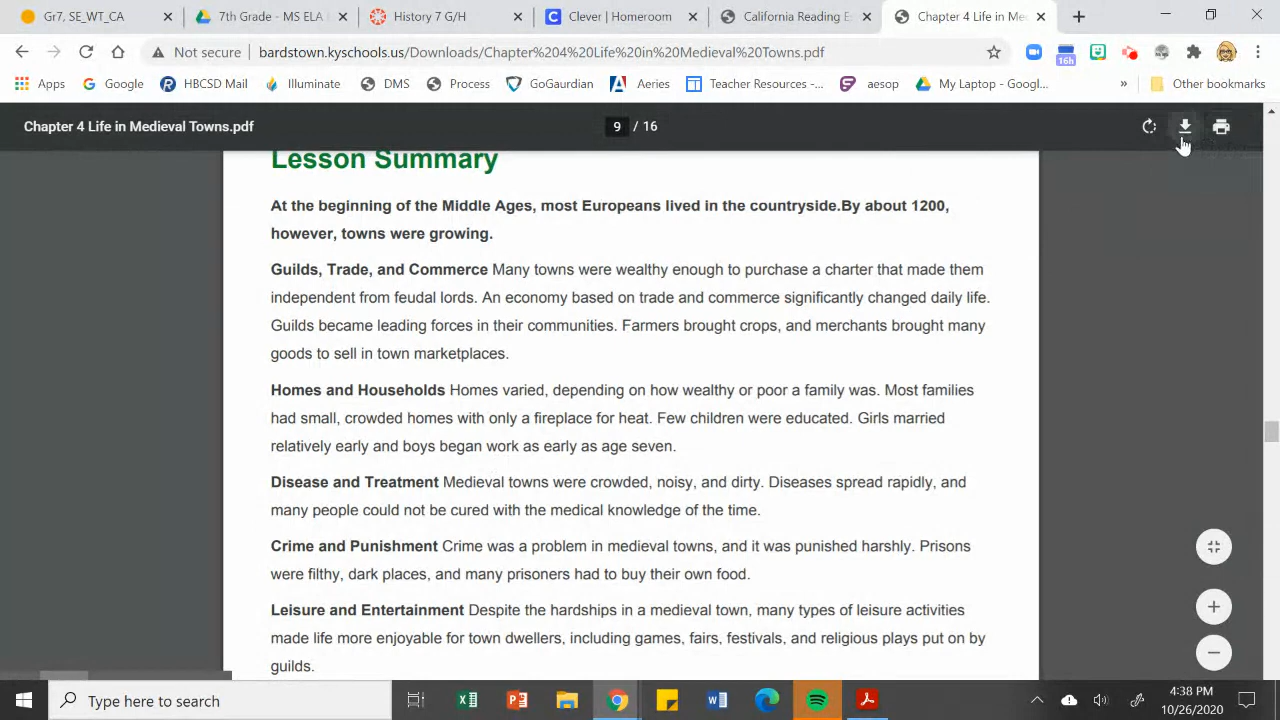 Gr7, SE_WT_CA
7th Grade - MS ELA
History 7 G/H
Clever | Homeroom
California Reading E
Chapter 4 Life in Me
Not secure
bardstown.kyschools.us/Downloads/Chapter%204%20Life%20in%20Medieval%20Towns.pdf
16h
Apps
Google
HBCSD Mail
Illuminate
DMS
Process
GoGaurdian
Aeries
Teacher Resources -...
aesop
My Laptop - Googl...
»
Other bookmarks
Chapter 4 Life in Medieval Towns.pdf
9 / 16
Lesson Summary
At the beginning of the Middle Ages, most Europeans lived in the countryside.By about 1200,
however, towns were growing.
Guilds, Trade, and Commerce Many towns were wealthy enough to purchase a charter that made them
independent from feudal lords. An economy based on trade and commerce significantly changed daily life.
Guilds became leading forces in their communities. Farmers brought crops, and merchants brought many
goods to sell in town marketplaces.
Homes and Households Homes varied, depending on how wealthy or poor a family was. Most families
had small, crowded homes with only a fireplace for heat. Few children were educated. Girls married
relatively early and boys began work as early as age seven.
Disease and Treatment Medieval towns were crowded, noisy, and dirty. Diseases spread rapidly, and
many people could not be cured with the medical knowledge of the time.
Crime and Punishment Crime was a problem in medieval towns, and it was punished harshly. Prisons
were filthy, dark places, and many prisoners had to buy their own food.
Leisure and Entertainment Despite the hardships in a medieval town, many types of leisure activities
made life more enjoyable for town dwellers, including games, fairs, festivals, and religious plays put on by
guilds.
Type here to search
4:38 PM
10/26/2020